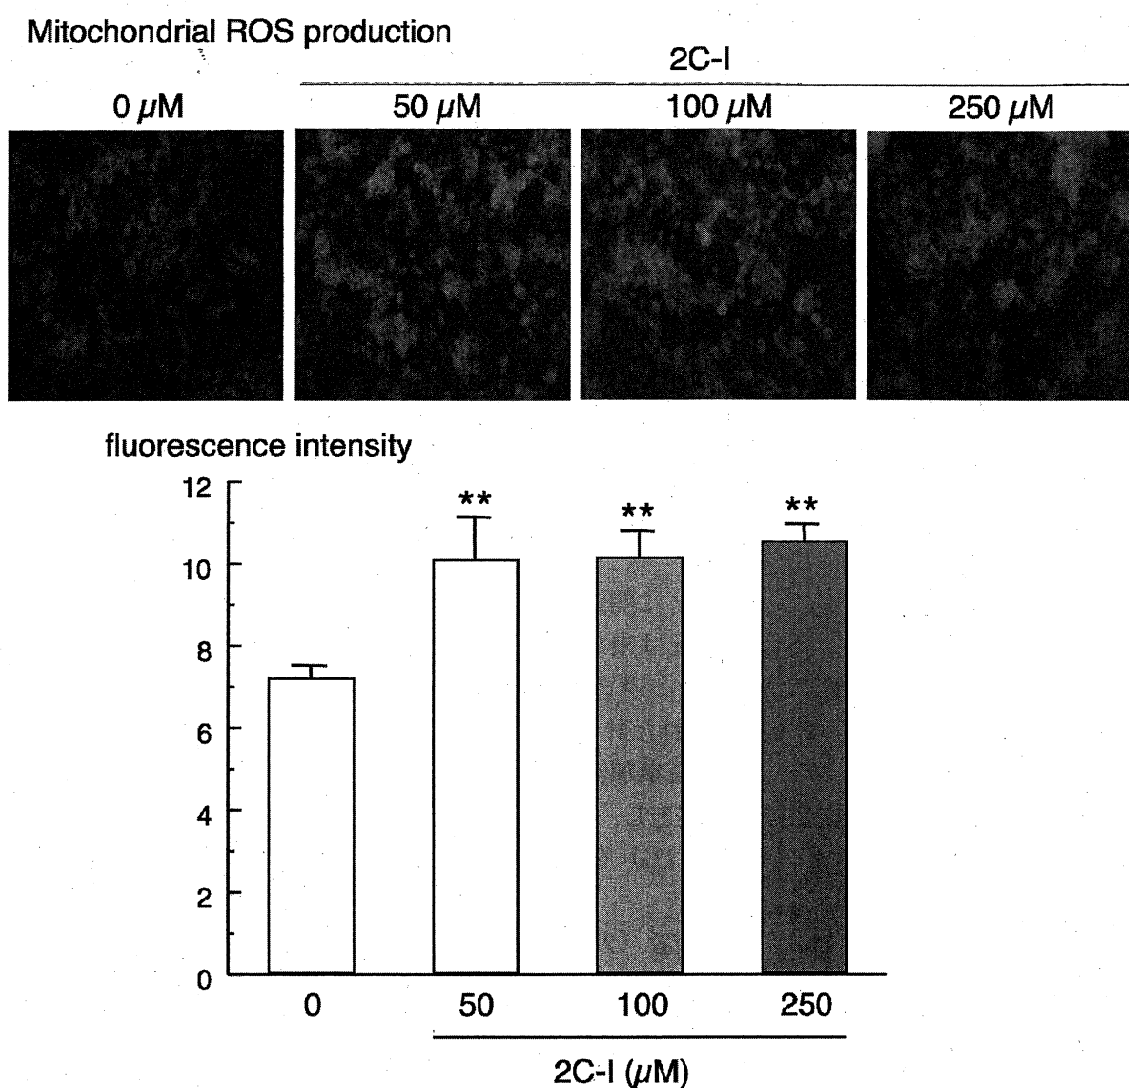 Mitochondrial ROS production
2C-I
0 µM 50 µM 100 µM 250 µM
fluorescence intensity
12
10
8
6
4
2
0
** ** **
0 50 100 250
2C-I (µM)